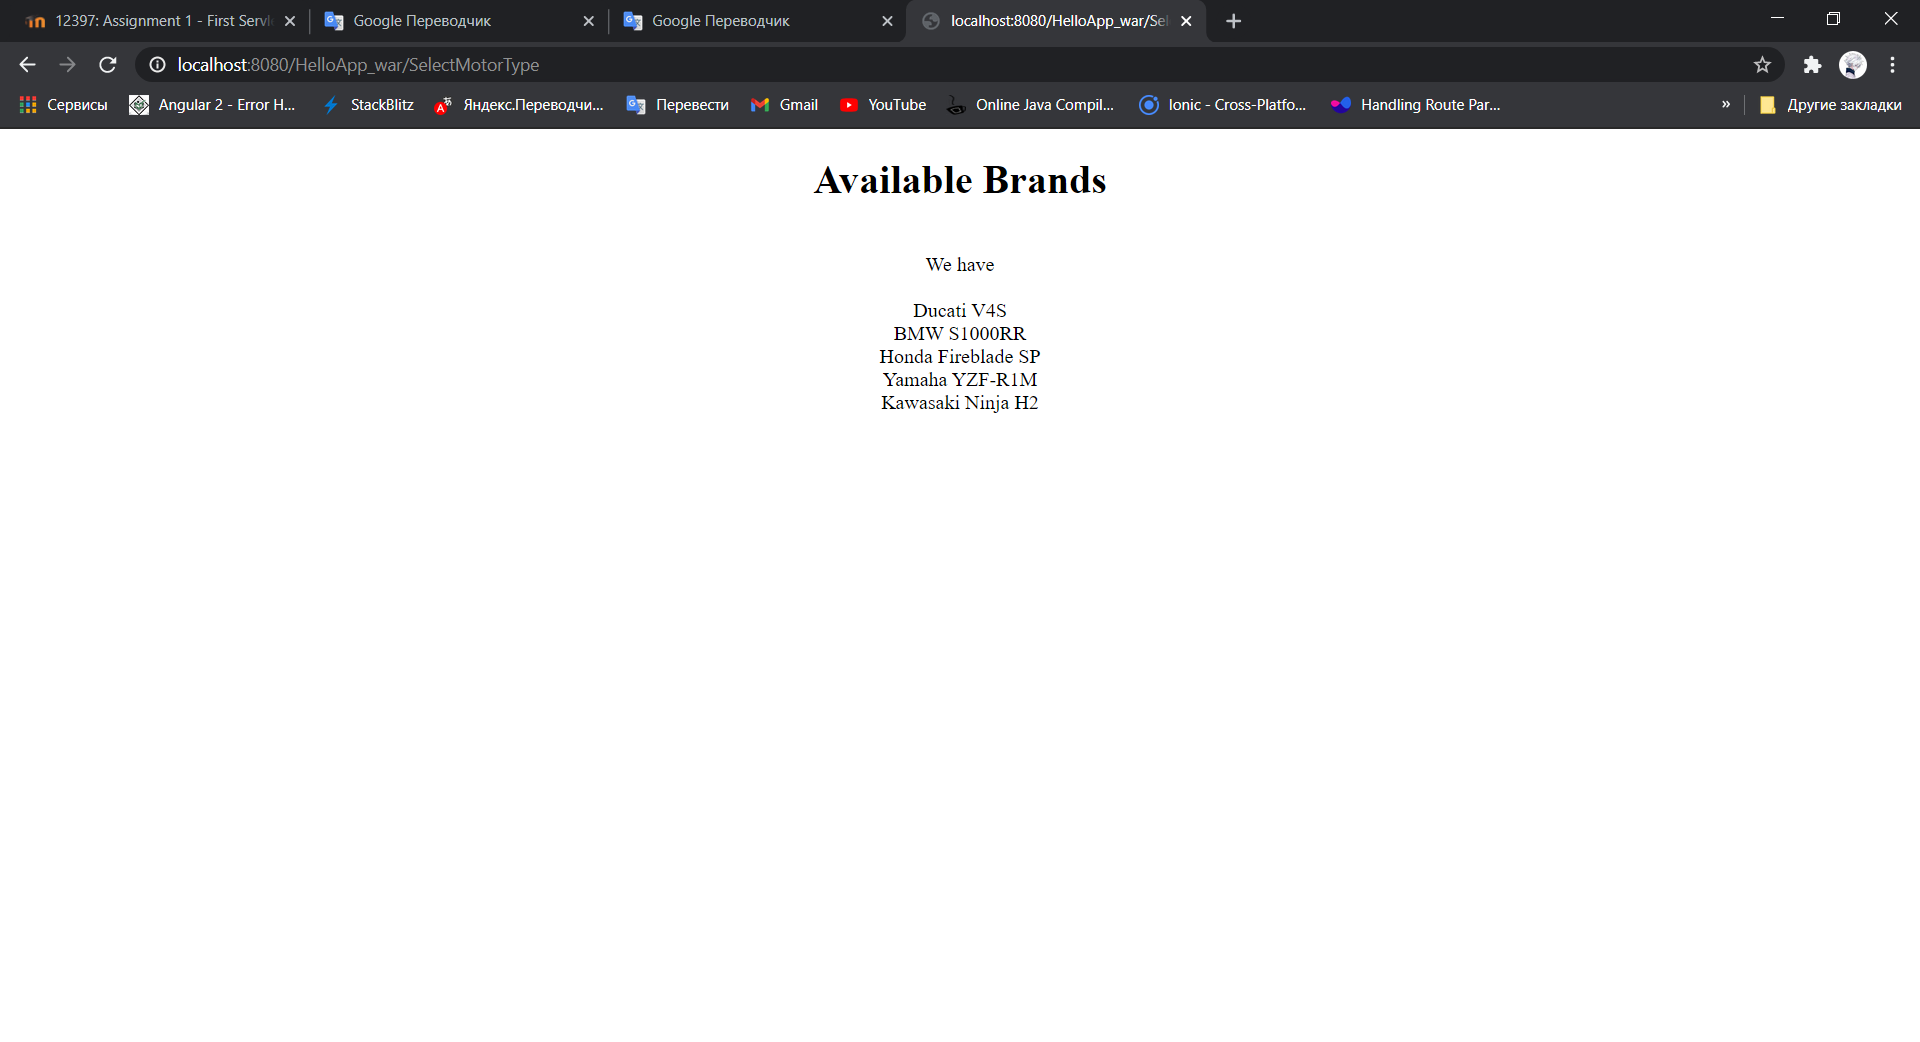 12397: Assignment 1 - First Serv
Google Переводчик
Google Переводчик
localhost:8080/HelloApp_war/Sel
localhost:8080/HelloApp_war/SelectMotorType
Сервисы
Angular 2 - Error H...
StackBlitz
Яндекс.Переводчи...
Перевести
Gmail
YouTube
Online Java Compil...
Ionic - Cross-Platfo...
Handling Route Par...
»
Другие закладки
Available Brands
We have
Ducati V4S
BMW S1000RR
Honda Fireblade SP
Yamaha YZF-R1M
Kawasaki Ninja H2